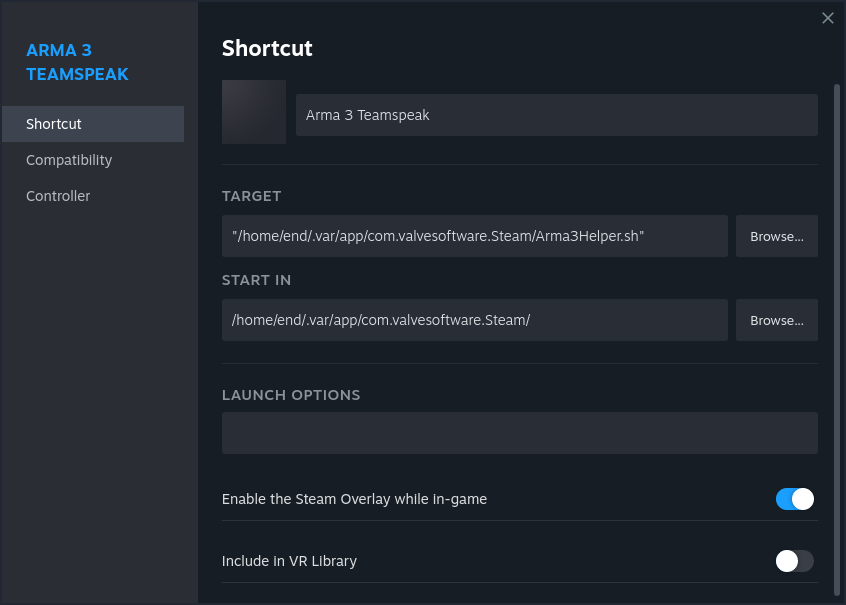 ARMA 3
TEAMSPEAK
Shortcut
Compatibility
Controller
Shortcut
Arma 3 Teamspeak
TARGET
"/home/end/.var/app/com.valvesoftware.Steam/Arma3Helper.sh"
Browse...
START IN
/home/end/.var/app/com.valvesoftware.Steam/
Browse...
LAUNCH OPTIONS
Enable the Steam Overlay while In-game
Include in VR Library